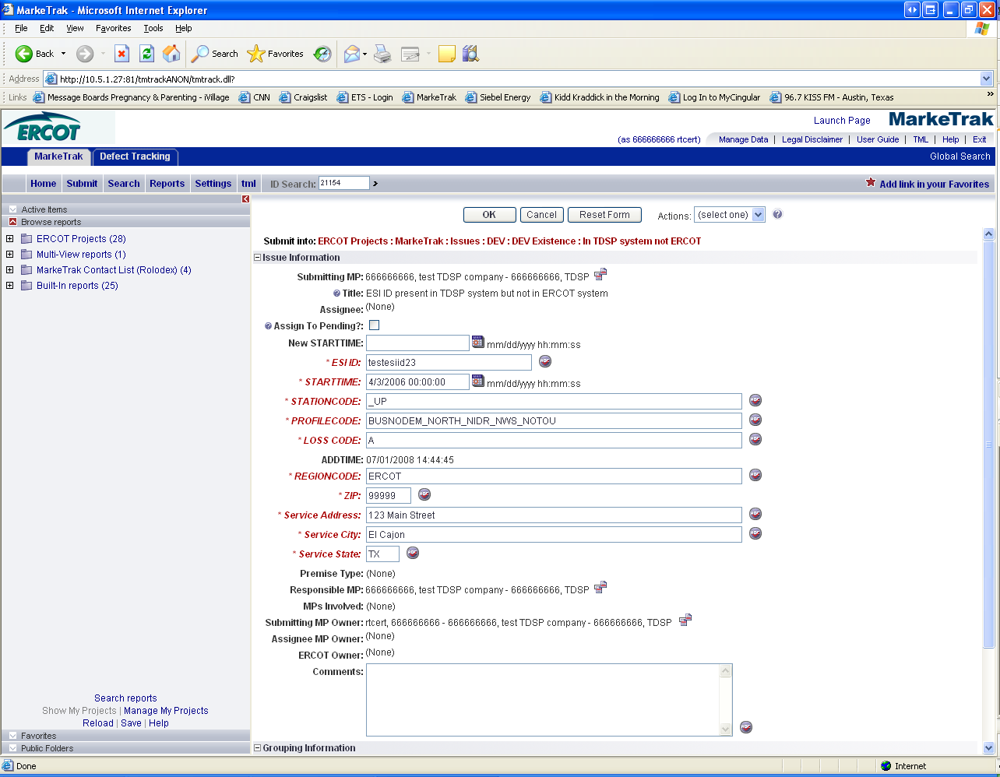 MarkeTrak - Microsoft Internet Explorer
File Edit View Favorites Tools Help
Back Search Favorites
Address http://10.5.1.27:81/tmtrackANON/tmtrack.dll?
Links Message Boards Pregnancy & Parenting - iVillage CNN Craigslist ETS - Login MarkeTrak Siebel Energy Kidd Kraddick in the Morning Log In to MyCingular 96.7 KISS FM - Austin, Texas »
ERCOT Launch Page MarkeTrak
(as 666666666 rtcert) Manage Data | Legal Disclaimer | User Guide | TML | Help | Exit
MarkeTrak Defect Tracking Global Search
Home Submit Search Reports Settings tml ID Search: 21154 Add link in your Favorites
Active Items
Browse reports
ERCOT Projects (28)
Multi-View reports (1)
MarkeTrak Contact List (Rolodex) (4)
Built-In reports (25)
Search reports
Show My Projects | Manage My Projects
Reload | Save | Help
Favorites
Public Folders
OK Cancel Reset Form Actions: (select one)
Submit into: ERCOT Projects : MarkeTrak : Issues : DEV : DEV Existence : In TDSP system not ERCOT
Issue Information
Submitting MP: 666666666, test TDSP company - 666666666, TDSP
Title: ESI ID present in TDSP system but not in ERCOT system
Assignee: (None)
Assign To Pending?:
New STARTTIME: mm/dd/yyyy hh:mm:ss
* ESI ID: testesiid23 ABC
* STARTTIME: 4/3/2006 00:00:00 mm/dd/yyyy hh:mm:ss
* STATIONCODE: _UP ABC
* PROFILECODE: BUSNODEM_NORTH_NIDR_NWS_NOTOU ABC
* LOSS CODE: A ABC
ADDTIME: 07/01/2008 14:44:45
* REGIONCODE: ERCOT ABC
* ZIP: 99999 ABC
* Service Address: 123 Main Street ABC
* Service City: El Cajon ABC
* Service State: TX ABC
Premise Type: (None)
Responsible MP: 666666666, test TDSP company - 666666666, TDSP
MPs Involved: (None)
Submitting MP Owner: rtcert, 666666666 - 666666666, test TDSP company - 666666666, TDSP
Assignee MP Owner: (None)
ERCOT Owner: (None)
Comments: ABC
Grouping Information
Done Internet